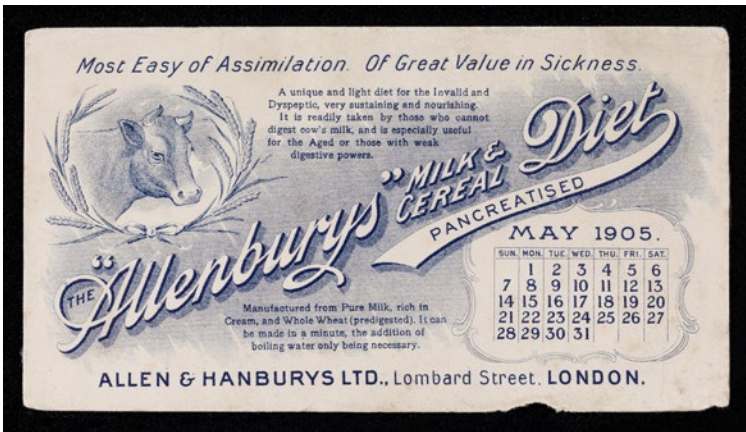 Most Easy of Assimilation. Of Great Value in Sickness.
A unique and light diet for the Invalid and
Dyspeptic, very sustaining and nourishing.
It is readily taken by those who cannot
digest cow's milk, and is especially useful
for the Aged or those with weak
digestive powers.
THE "Allenburys" MILK & CEREAL Diet
PANCREATISED
Manufactured from Pure Milk, rich in
Cream, and Whole Wheat (predigested). It can
be made in a minute, the addition of
boiling water only being necessary.
MAY 1905.
SUN. MON. TUE. WED. THU. FRI. SAT.
1 2 3 4 5 6
7 8 9 10 11 12 13
14 15 16 17 18 19 20
21 22 23 24 25 26 27
28 29 30 31
ALLEN & HANBURYS LTD., Lombard Street, LONDON.